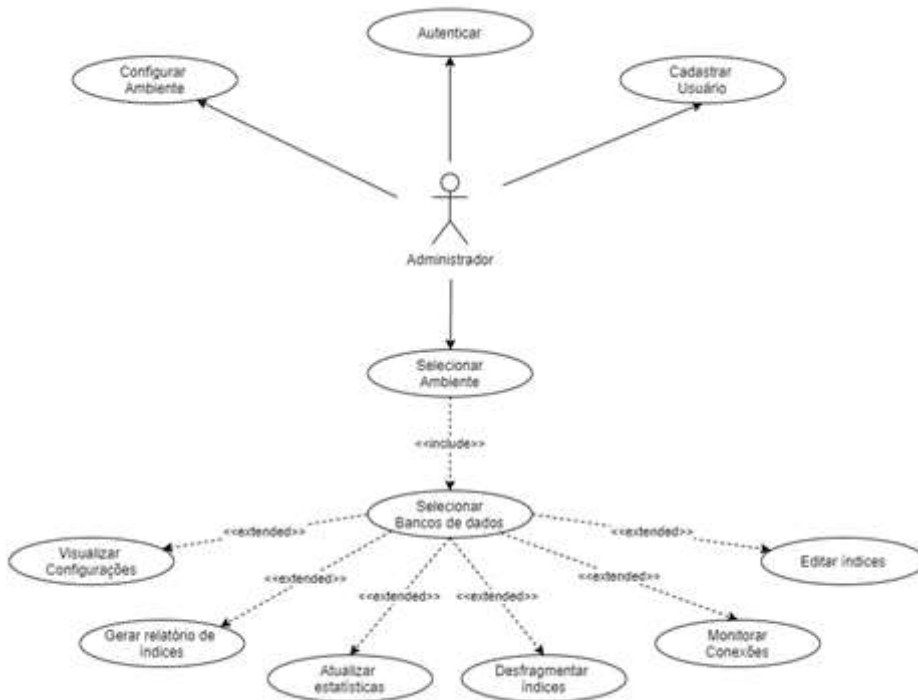 Autenticar
Configurar
Ambiente
Cadastrar
Usuário
Administrador
Selecionar
Ambiente
<<include>>
Selecionar
Bancos de dados
<<extended>>
<<extended>>
Visualizar
Configurações
Editar índices
<<extended>>
<<extended>>
<<extended>>
<<extended>>
Gerar relatório de
índices
Monitorar
Conexões
Atualizar
estatísticas
Desfragmentar
índices